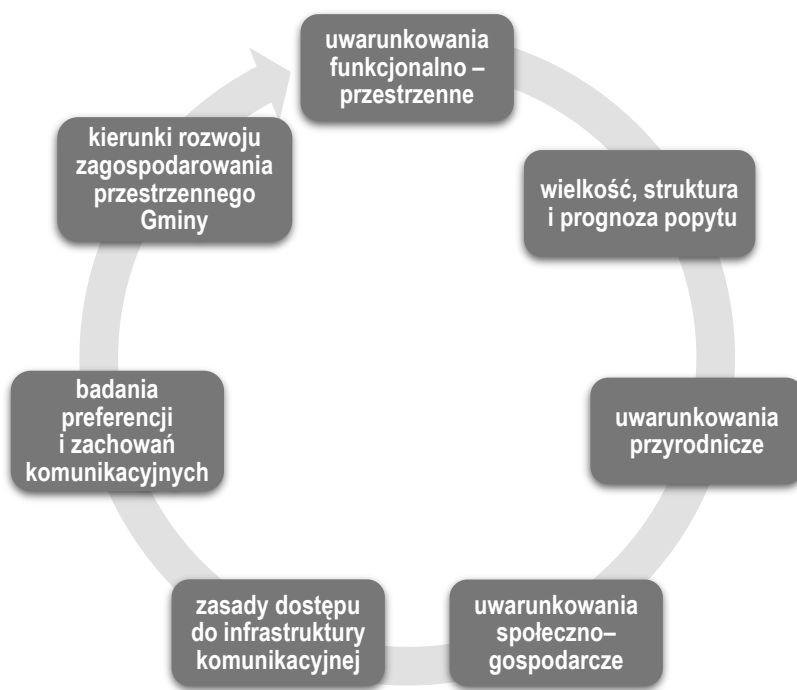 uwarunkowania
funkcjonalno –
przestrzenne
wielkość, struktura
i prognoza popytu
uwarunkowania
przyrodnicze
uwarunkowania
społeczno–
gospodarcze
zasady dostępu
do infrastruktury
komunikacyjnej
badania
preferencji
i zachowań
komunikacyjnych
kierunki rozwoju
zagospodarowania
przestrzennego
Gminy